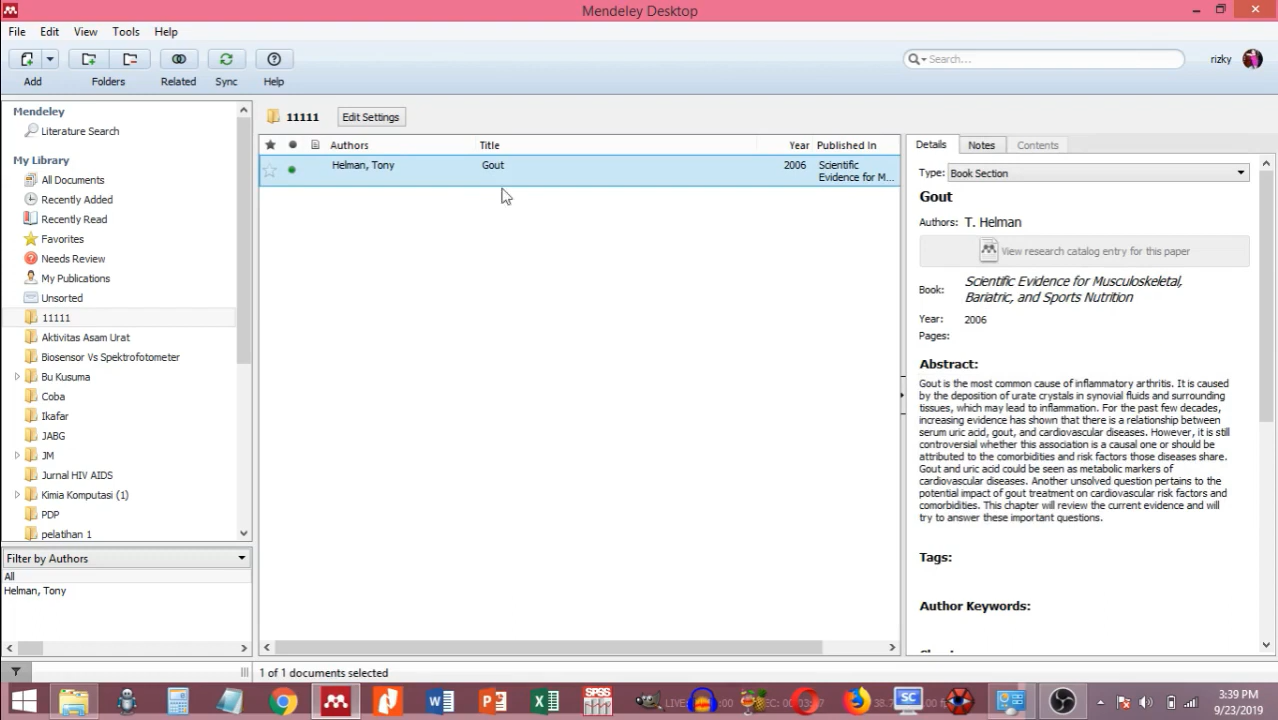 Mendeley Desktop
File Edit View Tools Help
Search...
rizky
Add Folders Related Sync Help
Mendeley
Literature Search
My Library
All Documents
Recently Added
Recently Read
Favorites
Needs Review
My Publications
Unsorted
11111
Aktivitas Asam Urat
Biosensor Vs Spektrofotometer
Bu Kusuma
Coba
Ikafar
JABG
JM
Jurnal HIV AIDS
Kimia Komputasi (1)
PDP
pelatihan 1
Filter by Authors
All
Helman, Tony
11111 Edit Settings
Authors Title Year Published In
Helman, Tony Gout 2006 Scientific
Evidence for M...
Details Notes Contents
Type: Book Section
Gout
Authors: T. Helman
View research catalog entry for this paper
Book: Scientific Evidence for Musculoskeletal,
Bariatric, and Sports Nutrition
Year: 2006
Pages:
Abstract:
Gout is the most common cause of inflammatory arthritis. It is caused
by the deposition of urate crystals in synovial fluids and surrounding
tissues, which may lead to inflammation. For the past few decades,
increasing evidence has shown that there is a relationship between
serum uric acid, gout, and cardiovascular diseases. However, it is still
controversial whether this association is a causal one or should be
attributed to the comorbidities and risk factors those diseases share.
Gout and uric acid could be seen as metabolic markers of
cardiovascular diseases. Another unsolved question pertains to the
potential impact of gout treatment on cardiovascular risk factors and
comorbidities. This chapter will review the current evidence and will
try to answer these important questions.
Tags:
Author Keywords:
1 of 1 documents selected
SPSS
SC
LIVE:
3:39 PM
9/23/2019